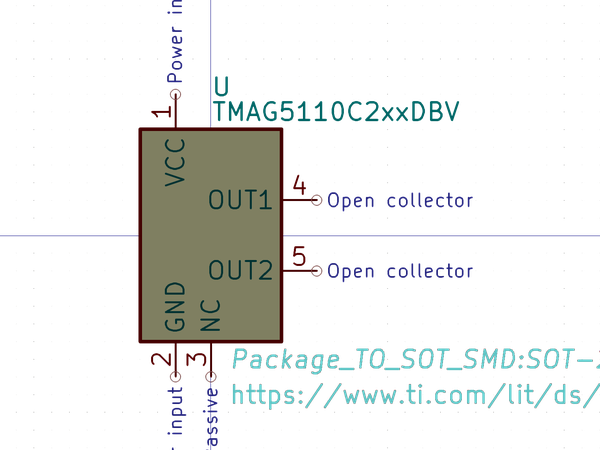 Power in
U
TMAG5110C2xxDBV
1
VCC
OUT1
4
Open collector
OUT2
5
Open collector
GND
NC
2
3
Package_TO_SOT_SMD:SOT-
https://www.ti.com/lit/ds/
input
assive